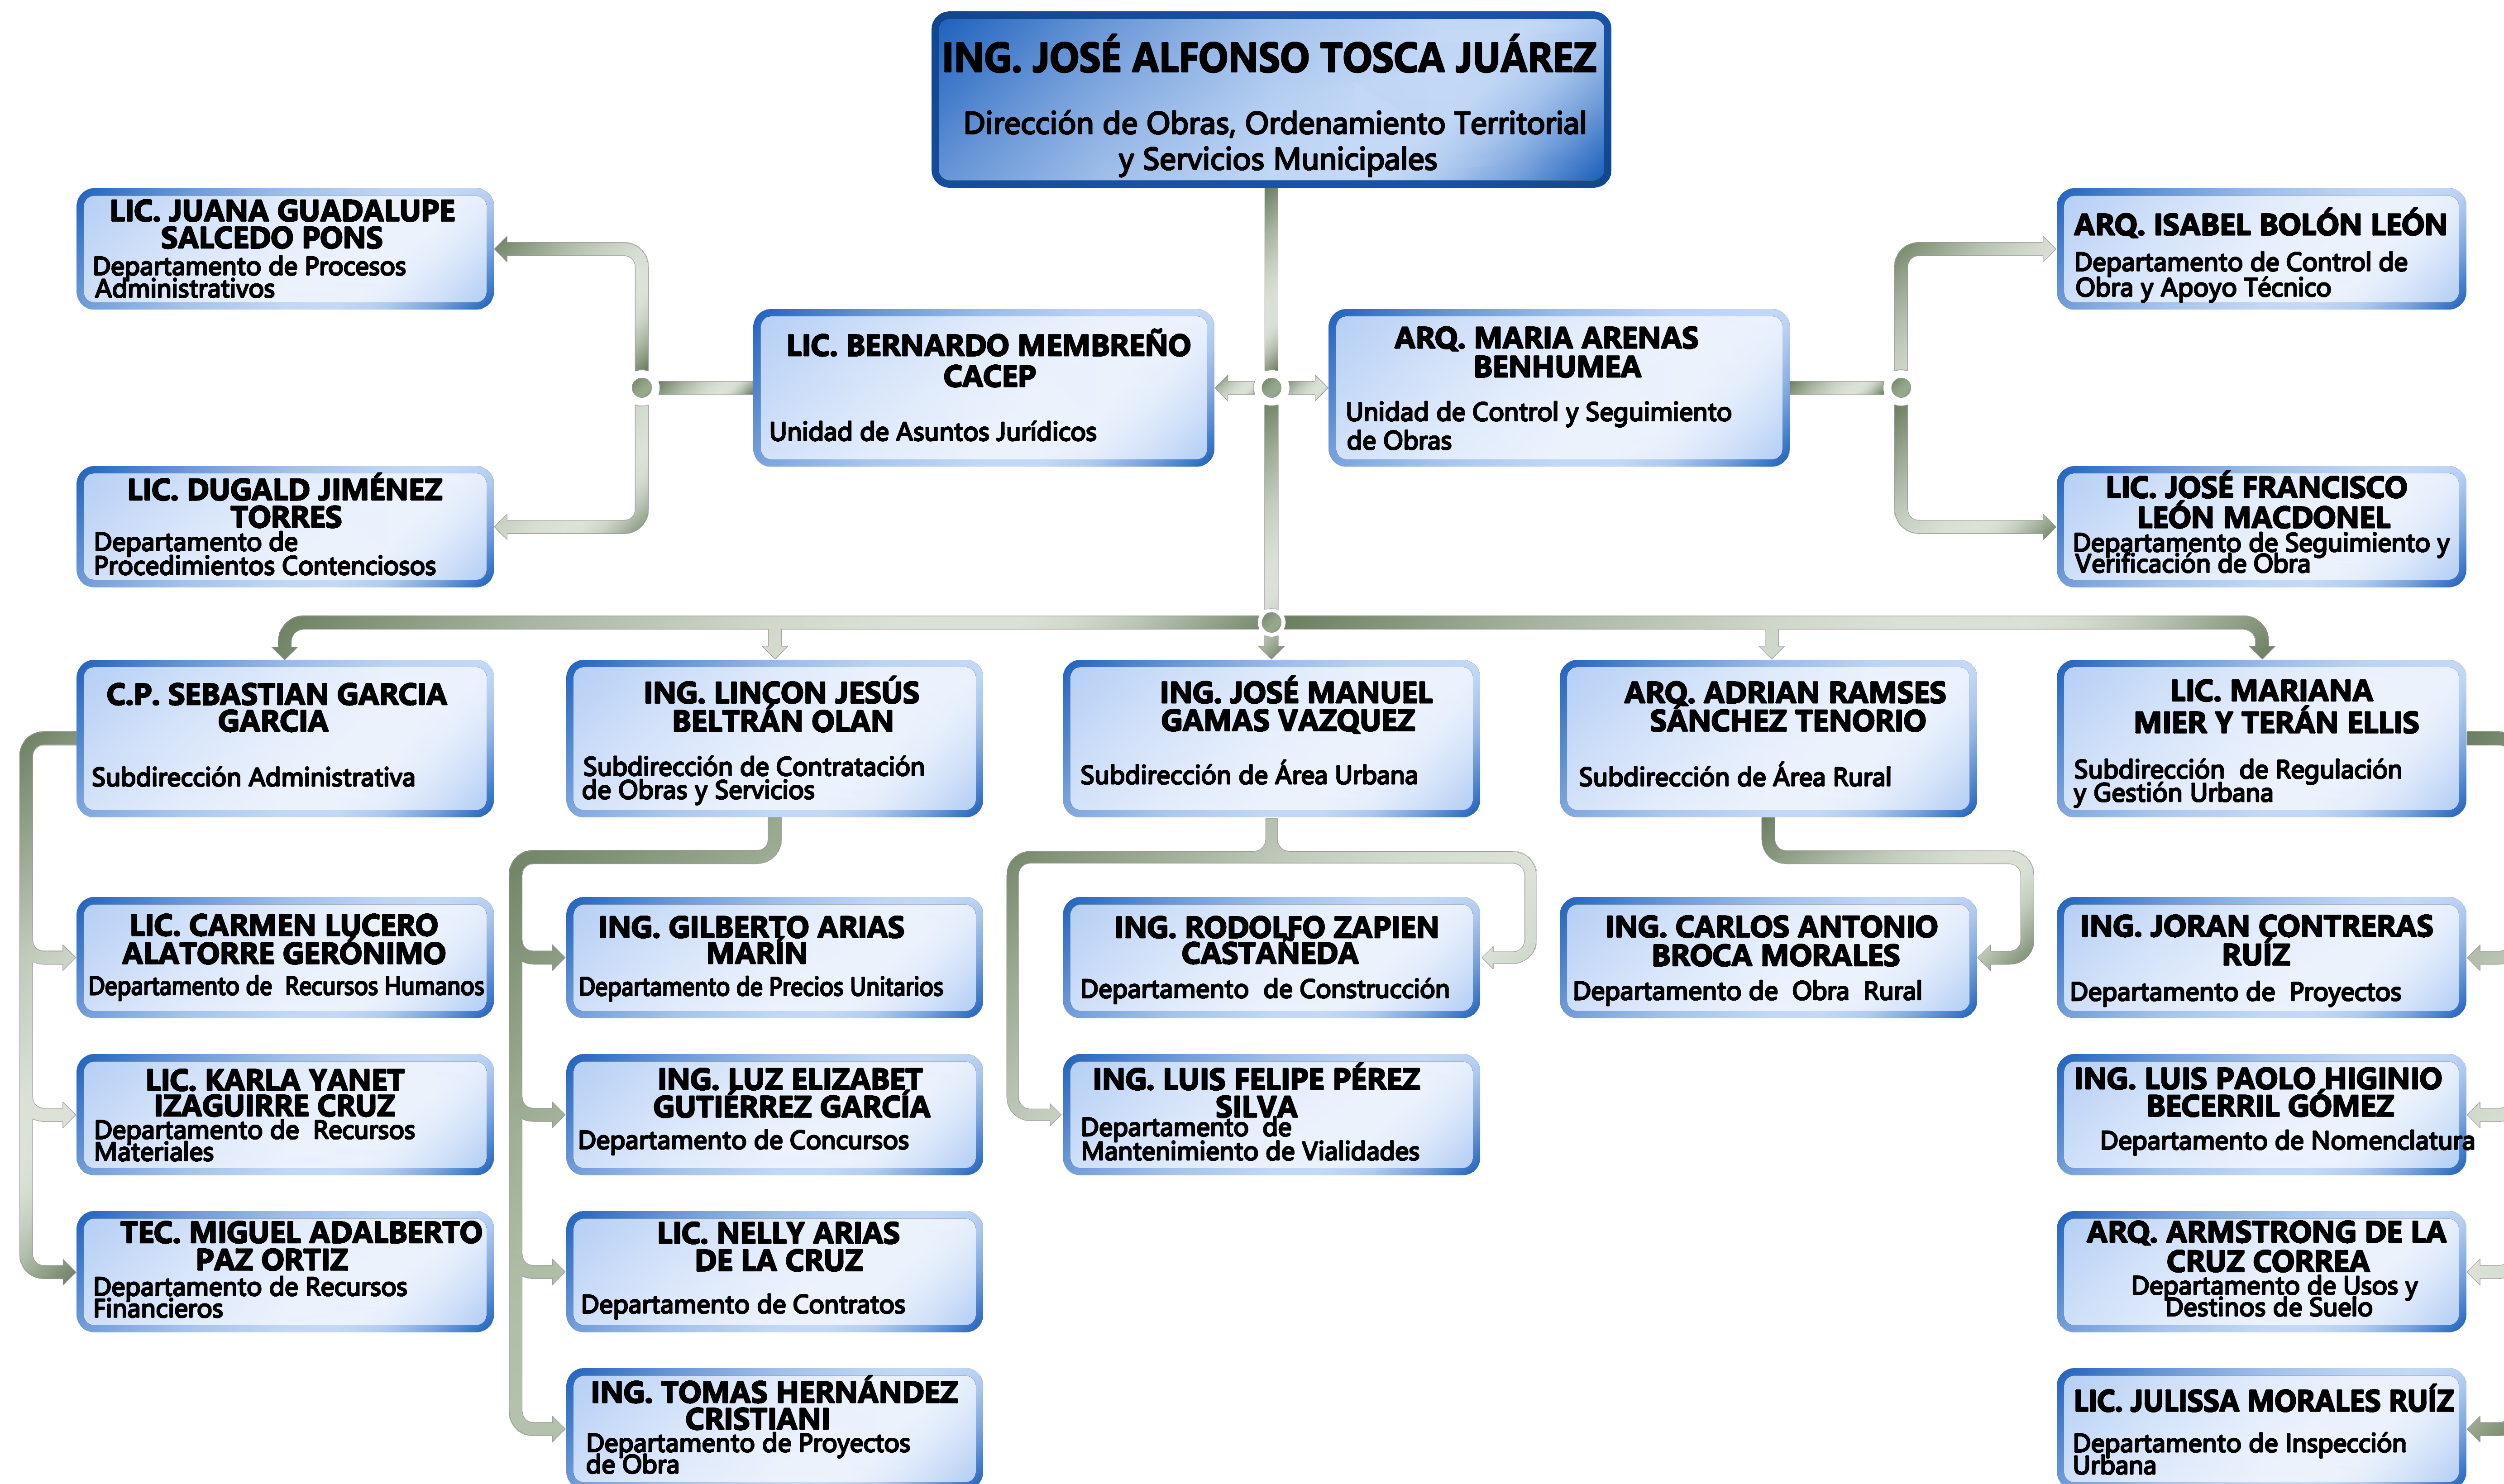 ING. JOSÉ ALFONSO TOSCA JUÁREZ
Dirección de Obras, Ordenamiento Territorial
y Servicios Municipales
LIC. JUANA GUADALUPE
SALCEDO PONS
Departamento de Procesos
Administrativos
ARQ. ISABEL BOLÓN LEÓN
Departamento de Control de
Obra y Apoyo Técnico
LIC. BERNARDO MEMBREÑO
CACEP
Unidad de Asuntos Jurídicos
ARQ. MARIA ARENAS
BENHUMEA
Unidad de Control y Seguimiento
de Obras
LIC. DUGALD JIMÉNEZ
TORRES
Departamento de
Procedimientos Contenciosos
LIC. JOSÉ FRANCISCO
LEÓN MACDONEL
Departamento de Seguimiento y
Verificación de Obra
C.P. SEBASTIAN GARCIA
GARCIA
Subdirección Administrativa
ING. LINCON JESÚS
BELTRÁN OLAN
Subdirección de Contratación
de Obras y Servicios
ING. JOSÉ MANUEL
GAMAS VAZQUEZ
Subdirección de Área Urbana
ARQ. ADRIAN RAMSES
SÁNCHEZ TENORIO
Subdirección de Área Rural
LIC. MARIANA
MIER Y TERÁN ELLIS
Subdirección de Regulación
y Gestión Urbana
LIC. CARMEN LUCERO
ALATORRE GERÓNIMO
Departamento de Recursos Humanos
ING. GILBERTO ARIAS
MARÍN
Departamento de Precios Unitarios
ING. RODOLFO ZAPIEN
CASTAÑEDA
Departamento de Construcción
ING. CARLOS ANTONIO
BROCA MORALES
Departamento de Obra Rural
ING. JORAN CONTRERAS
RUÍZ
Departamento de Proyectos
LIC. KARLA YANET
IZAGUIRRE CRUZ
Departamento de Recursos
Materiales
ING. LUZ ELIZABET
GUTIÉRREZ GARCÍA
Departamento de Concursos
ING. LUIS FELIPE PÉREZ
SILVA
Departamento de
Mantenimiento de Vialidades
ING. LUIS PAOLO HIGINIO
BECERRIL GÓMEZ
Departamento de Nomenclatura
TEC. MIGUEL ADALBERTO
PAZ ORTIZ
Departamento de Recursos
Financieros
LIC. NELLY ARIAS
DE LA CRUZ
Departamento de Contratos
ARQ. ARMSTRONG DE LA
CRUZ CORREA
Departamento de Usos y
Destinos de Suelo
ING. TOMAS HERNÁNDEZ
CRISTIANI
Departamento de Proyectos
de Obra
LIC. JULISSA MORALES RUÍZ
Departamento de Inspección
Urbana